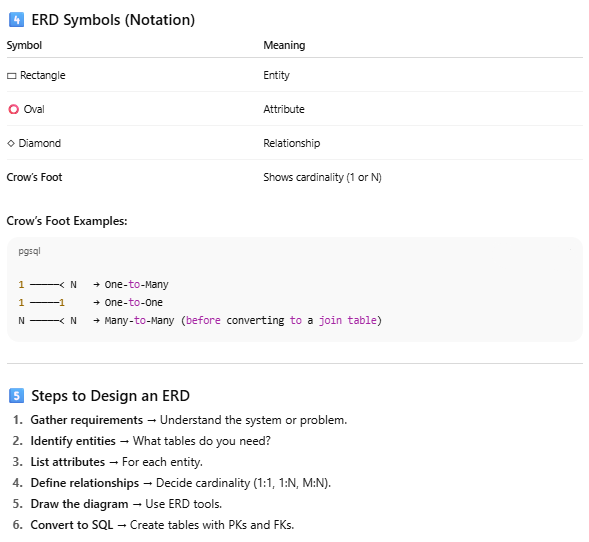 4 ERD Symbols (Notation)
Symbol Meaning
Rectangle Entity
Oval Attribute
Diamond Relationship
Crow's Foot Shows cardinality (1 or N)
Crow's Foot Examples:
pgsql
1 ─────< N → One-to-Many
1 ─────1 → One-to-One
N ─────< N → Many-to-Many (before converting to a join table)
5 Steps to Design an ERD
1. Gather requirements → Understand the system or problem.
2. Identify entities → What tables do you need?
3. List attributes → For each entity.
4. Define relationships → Decide cardinality (1:1, 1:N, M:N).
5. Draw the diagram → Use ERD tools.
6. Convert to SQL → Create tables with PKs and FKs.